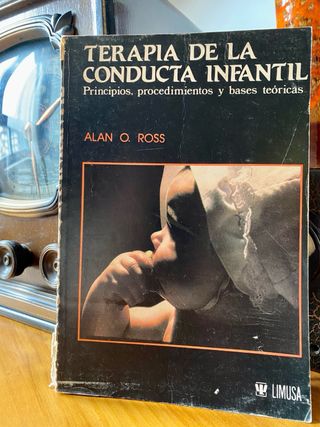 TERAPIA DE LA
CONDUCTA INFANTIL
Principios, procedimientos y bases teóricas
ALAN O. ROSS
LIMUSA